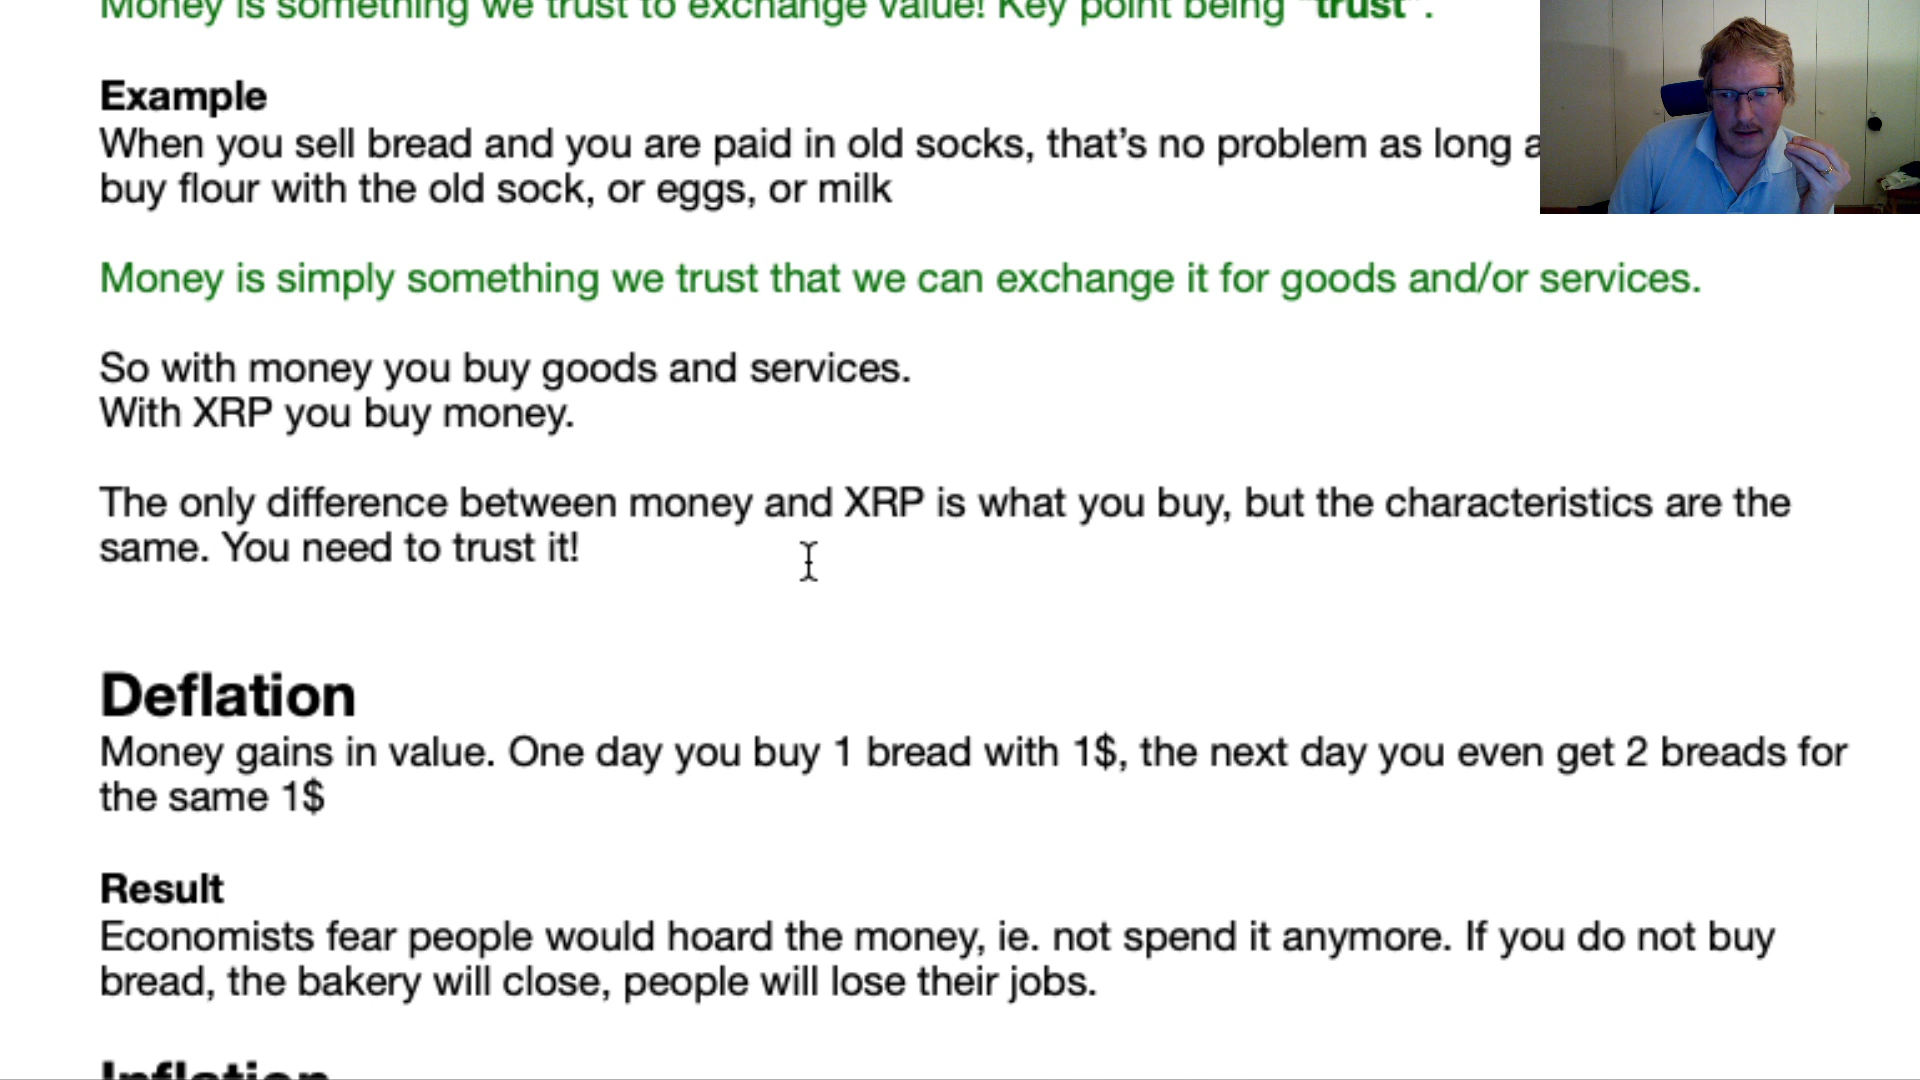 Money is something we trust to exchange value! Key point being "trust".
Example
When you sell bread and you are paid in old socks, that’s no problem as long
buy flour with the old sock, or eggs, or milk
Money is simply something we trust that we can exchange it for goods and/or services.
So with money you buy goods and services.
With XRP you buy money.
The only difference between money and XRP is what you buy, but the characteristics are the
same. You need to trust it!
Deflation
Money gains in value. One day you buy 1 bread with 1$, the next day you even get 2 breads for
the same 1$
Result
Economists fear people would hoard the money, ie. not spend it anymore. If you do not buy
bread, the bakery will close, people will lose their jobs.
Inflation